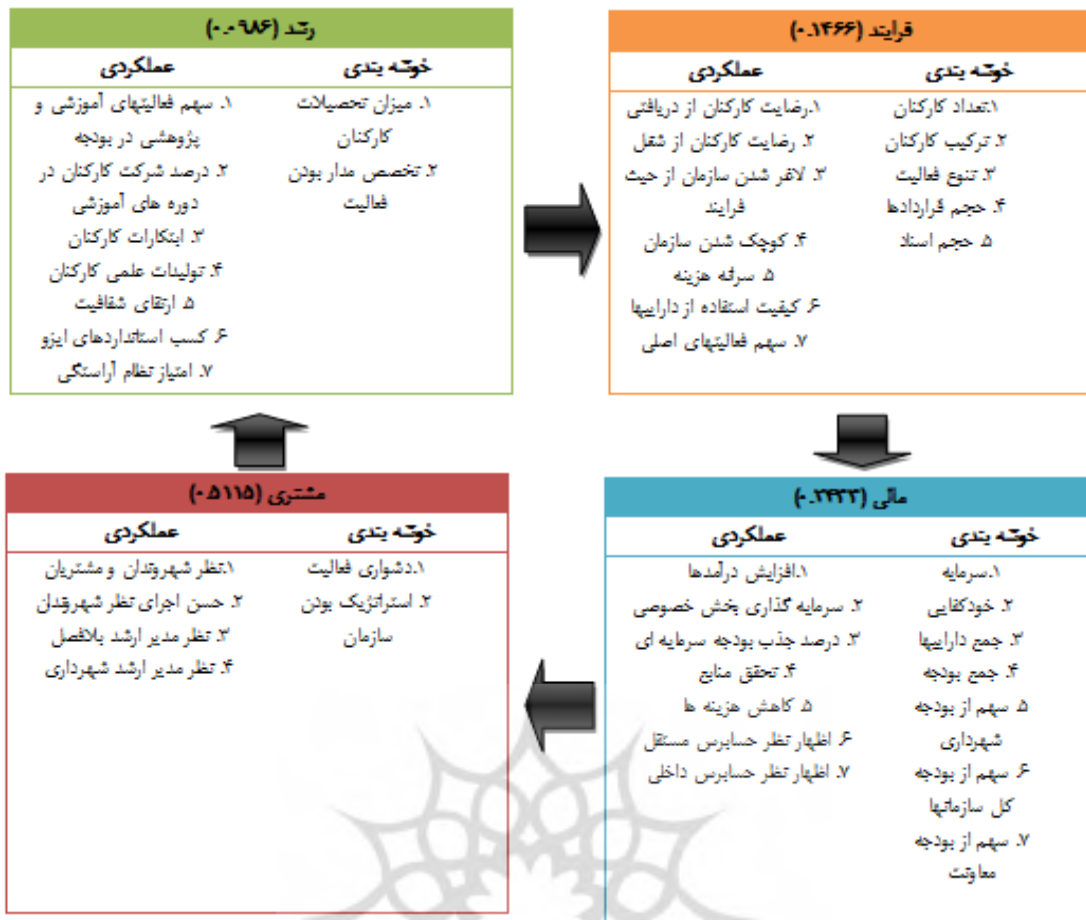 فرایند (۰.۱۴۶۶)
خوشه بندی
۱.تعداد کارکنان
۲. ترکیب کارکنان
۳. تنوع فعالیت
۴. حجم قراردادها
۵. حجم اسناد
عملکردی
۱.رضایت کارکنان از دریافتی
۲. رضایت کارکنان از شغل
۳. لاغر شدن سازمان از حیث
فرایند
۴. کوچک شدن سازمان
۵. سرانه هزینه
۶. کیفیت استفاده از داراییها
۷. سهم فعالیتهای اصلی
رشد (۰.۰۹۸۶)
خوشه بندی
۱. میزان تحصیلات
کارکنان
۲. تخصص مدار بودن
فعالیت
عملکردی
۱. سهم فعالیتهای آموزشی و
پژوهشی در بودجه
۲. درصد شرکت کارکنان در
دوره های آموزشی
۳. ابتکارات کارکنان
۴. تولیدات علمی کارکنان
۵. ارتقای شفافیت
۶. کسب استانداردهای ایزو
۷. امتیاز نظام آراستگی
مالی (۰.۲۴۳۳)
خوشه بندی
۱.سرمایه
۲. خودکفایی
۳. جمع داراییها
۴. جمع بودجه
۵. سهم از بودجه
شهرداری
۶. سهم از بودجه
کل سازمانها
۷. سهم از بودجه
معاونت
عملکردی
۱.افزایش درآمدها
۲. سرمایه گذاری بخش خصوصی
۳. درصد جذب بودجه سرمایه ای
۴. تحقق منابع
۵. کاهش هزینه ها
۶. اظهار نظر حسابرس مستقل
۷. اظهار نظر حسابرس داخلی
مشتری (۰.۵۱۱۵)
خوشه بندی
۱.دشواری فعالیت
۲. استراتژیک بودن
سازمان
عملکردی
۱.نظر شهروندان و مشتریان
۲. حسن اجرای نظر شهروندان
۳. نظر مدیر ارشد بلافصل
۴. نظر مدیر ارشد شهرداری